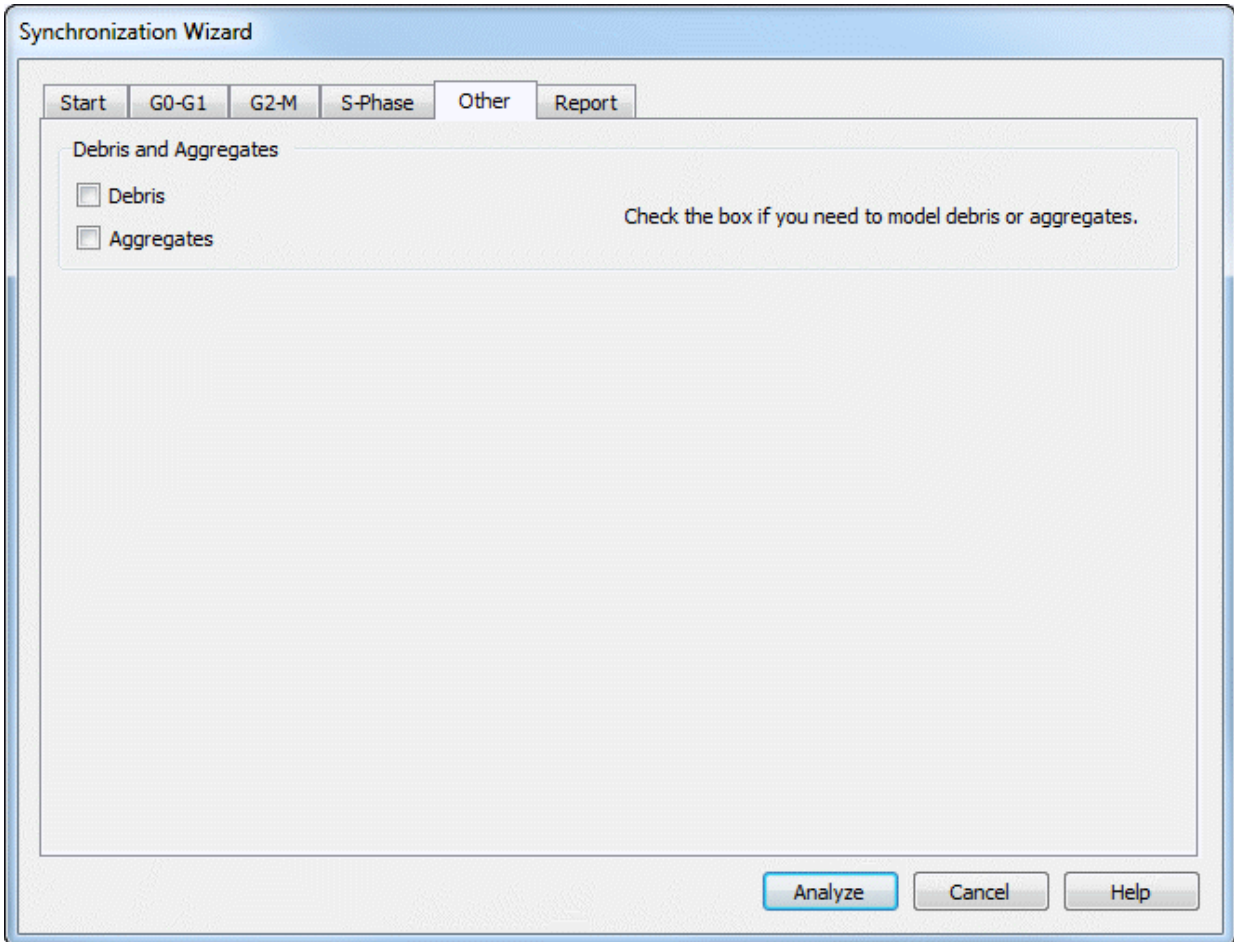 Synchronization Wizard
Start G0-G1 G2-M S-Phase Other Report
Debris and Aggregates
Debris
Check the box if you need to model debris or aggregates.
Aggregates
Analyze Cancel Help